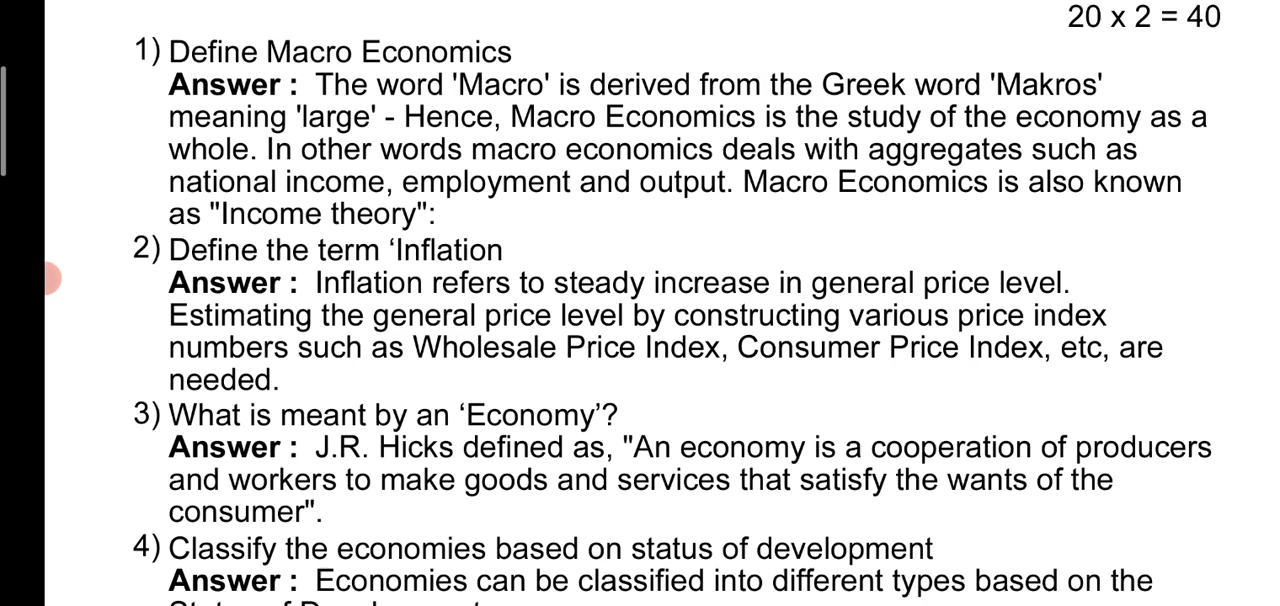 20 x 2 = 40
1) Define Macro Economics
Answer : The word 'Macro' is derived from the Greek word 'Makros'
meaning 'large' - Hence, Macro Economics is the study of the economy as a
whole. In other words macro economics deals with aggregates such as
national income, employment and output. Macro Economics is also known
as "Income theory":
2) Define the term ‘Inflation
Answer : Inflation refers to steady increase in general price level.
Estimating the general price level by constructing various price index
numbers such as Wholesale Price Index, Consumer Price Index, etc, are
needed.
3) What is meant by an ‘Economy’?
Answer : J.R. Hicks defined as, "An economy is a cooperation of producers
and workers to make goods and services that satisfy the wants of the
consumer".
4) Classify the economies based on status of development
Answer : Economies can be classified into different types based on the